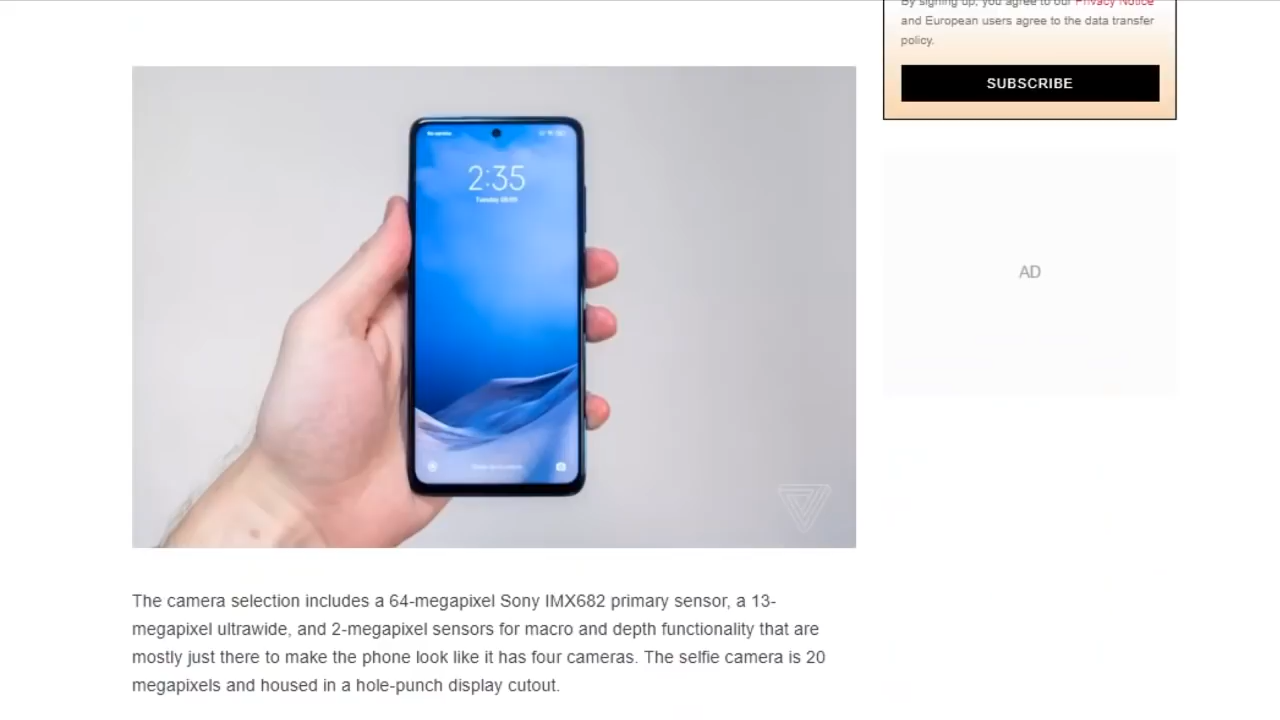 By signing up, you agree to our Privacy Notice
and European users agree to the data transfer
policy.
SUBSCRIBE
2:35
AD
The camera selection includes a 64-megapixel Sony IMX682 primary sensor, a 13-
megapixel ultrawide, and 2-megapixel sensors for macro and depth functionality that are
mostly just there to make the phone look like it has four cameras. The selfie camera is 20
megapixels and housed in a hole-punch display cutout.